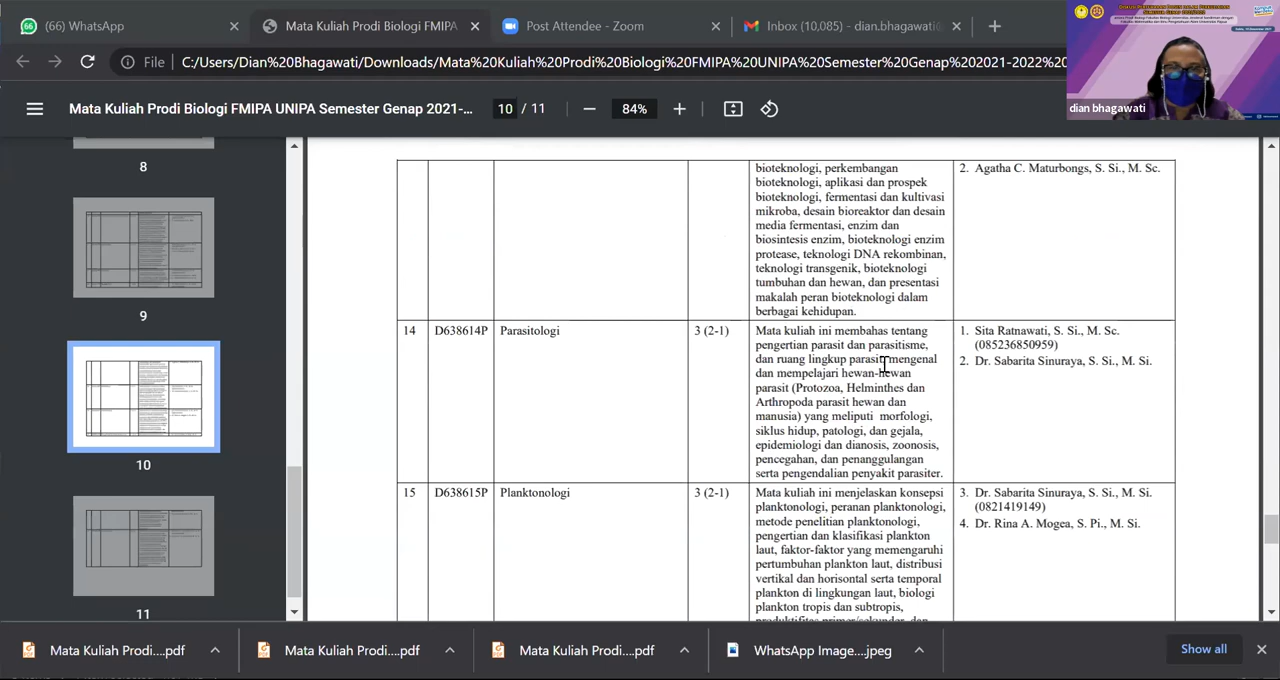 (66) WhatsApp
Mata Kuliah Prodi Biologi FMIPA
Post Attendee - Zoom
Inbox (10,085) - dian.bhagawati
File
C:/Users/Dian%20Bhagawati/Downloads/Mata%20Kuliah%20Prodi%20Biologi%20FMIPA%20UNIPA%20Semester%20Genap%202021-2022%20
dian bhagawati
Mata Kuliah Prodi Biologi FMIPA UNIPA Semester Genap 2021-...
10 / 11
84%
8
9
10
11
bioteknologi, perkembangan
bioteknologi, aplikasi dan prospek
bioteknologi, fermentasi dan kultivasi
mikroba, desain bioreaktor dan desain
media fermentasi, enzim dan
biosintesis enzim, bioteknologi enzim
protease, teknologi DNA rekombinan,
teknologi transgenik, bioteknologi
tumbuhan dan hewan, dan presentasi
makalah peran bioteknologi dalam
berbagai kehidupan.
2. Agatha C. Maturbongs, S. Si., M. Sc.
14
D638614P
Parasitologi
3 (2-1)
Mata kuliah ini membahas tentang
pengertian parasit dan parasitisme,
dan ruang lingkup parasit mengenal
dan mempelajari hewan-hewan
parasit (Protozoa, Helminthes dan
Arthropoda parasit hewan dan
manusia) yang meliputi morfologi,
siklus hidup, patologi, dan gejala,
epidemiologi dan dianosis, zoonosis,
pencegahan, dan penanggulangan
serta pengendalian penyakit parasiter.
1. Sita Ratnawati, S. Si., M. Sc.
(085236850959)
2. Dr. Sabarita Sinuraya, S. Si., M. Si.
15
D638615P
Planktonologi
3 (2-1)
Mata kuliah ini menjelaskan konsepsi
planktonologi, peranan planktonologi,
metode penelitian planktonologi,
pengertian dan klasifikasi plankton
laut, faktor-faktor yang memengaruhi
pertumbuhan plankton laut, distribusi
vertikal dan horisontal serta temporal
plankton di lingkungan laut, biologi
plankton tropis dan subtropis,
produktifitas primer/sekunder, dan
3. Dr. Sabarita Sinuraya, S. Si., M. Si.
(0821419149)
4. Dr. Rina A. Mogea, S. Pi., M. Si.
Mata Kuliah Prodi....pdf
Mata Kuliah Prodi....pdf
Mata Kuliah Prodi....pdf
WhatsApp Image....jpeg
Show all